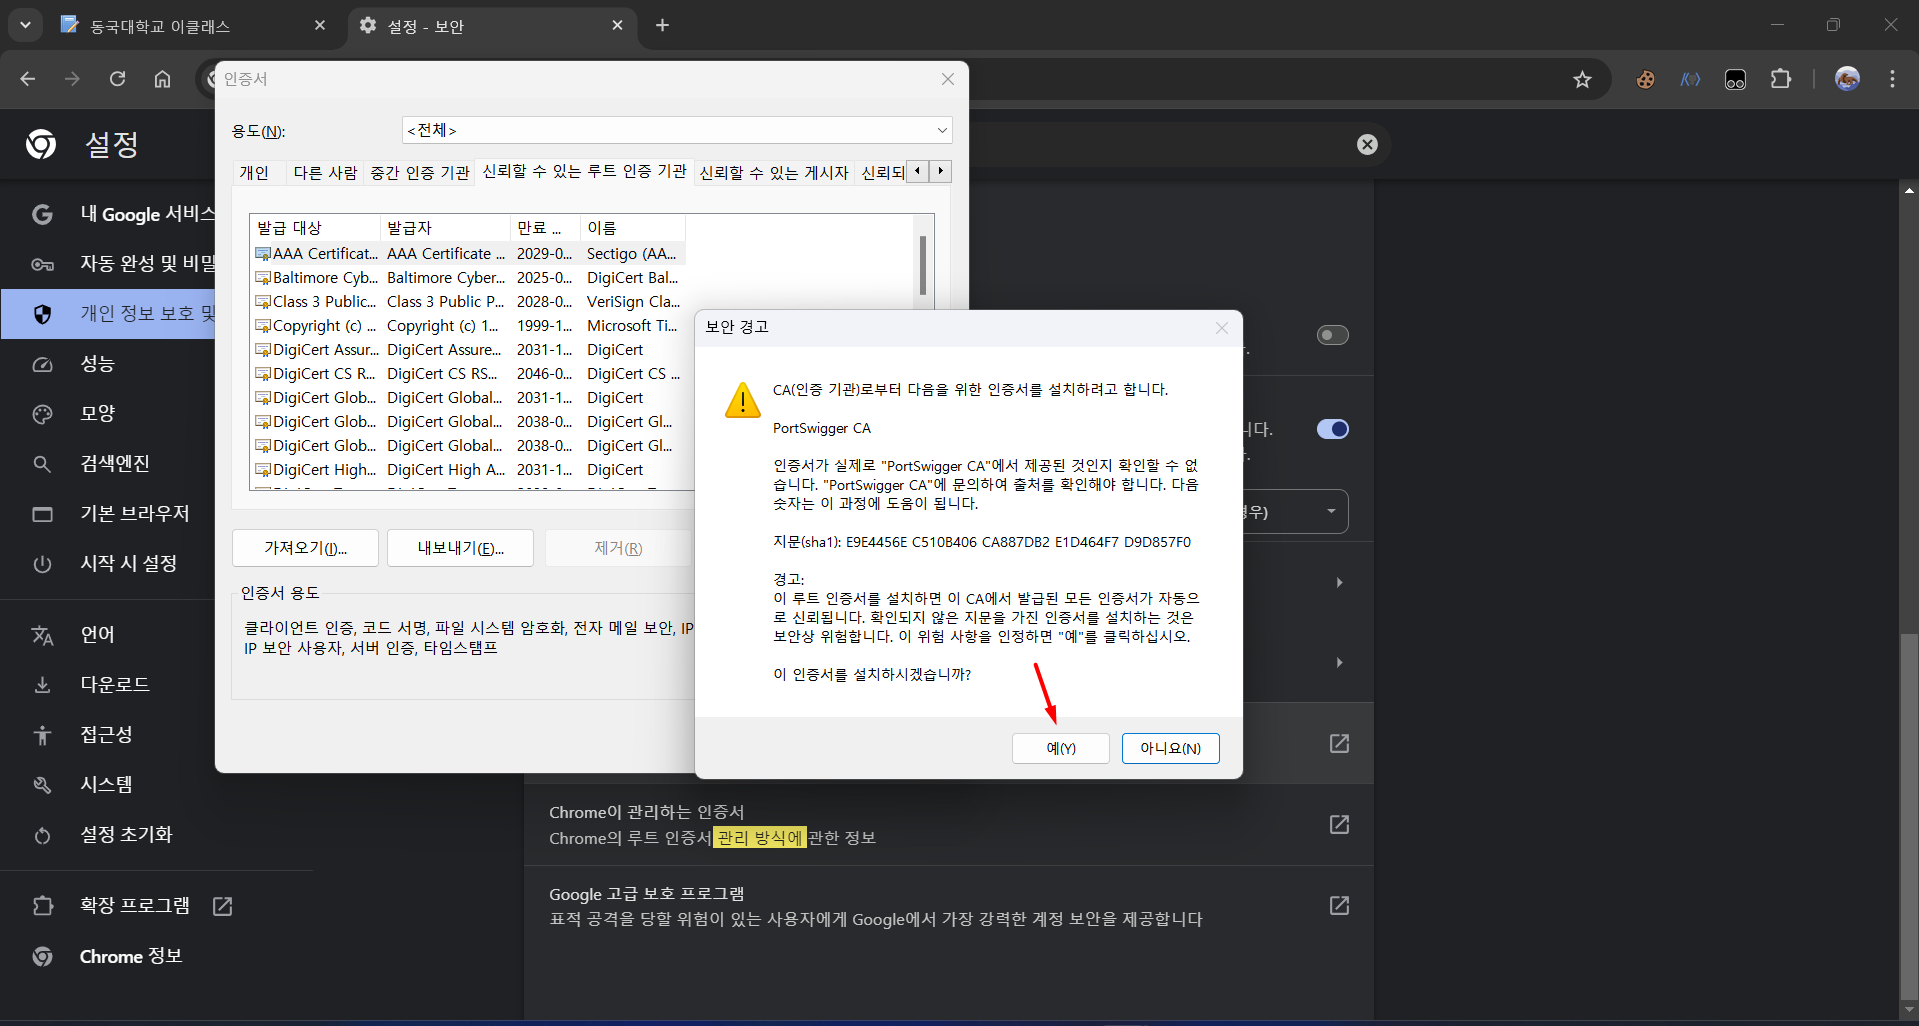 동국대학교 이클래스
설정 - 보안
인증서
용도(N):
<전체>
개인
다른 사람
중간 인증 기관
신뢰할 수 있는 루트 인증 기관
신뢰할 수 있는 게시자
신뢰되
발급 대상 발급자 만료 ... 이름
AAA Certificat... AAA Certificate ... 2029-0... Sectigo (AA...
Baltimore Cyb... Baltimore Cyber... 2025-0... DigiCert Bal...
Class 3 Public... Class 3 Public P... 2028-0... VeriSign Cla...
Copyright (c) ... Copyright (c) 1... 1999-1... Microsoft Ti...
DigiCert Assur... DigiCert Assure... 2031-1... DigiCert
DigiCert CS R... DigiCert CS RS... 2046-0... DigiCert CS ...
DigiCert Glob... DigiCert Global... 2031-1... DigiCert
DigiCert Glob... DigiCert Global... 2038-0... DigiCert Gl...
DigiCert Glob... DigiCert Global... 2038-0... DigiCert Gl...
DigiCert High... DigiCert High A... 2031-1... DigiCert
가져오기(I)...
내보내기(E)...
제거(R)
인증서 용도
클라이언트 인증, 코드 서명, 파일 시스템 암호화, 전자 메일 보안, IP
IP 보안 사용자, 서버 인증, 타임스탬프
보안 경고
CA(인증 기관)로부터 다음을 위한 인증서를 설치하려고 합니다.
PortSwigger CA
인증서가 실제로 "PortSwigger CA"에서 제공된 것인지 확인할 수 없
습니다. "PortSwigger CA"에 문의하여 출처를 확인해야 합니다. 다음
숫자는 이 과정에 도움이 됩니다.
지문(sha1): E9E4456E C510B406 CA887DB2 E1D464F7 D9D857F0
경고:
이 루트 인증서를 설치하면 이 CA에서 발급된 모든 인증서가 자동으
로 신뢰됩니다. 확인되지 않은 지문을 가진 인증서를 설치하는 것은
보안상 위험합니다. 이 위험 사항을 인정하면 "예"를 클릭하십시오.
이 인증서를 설치하시겠습니까?
예(Y)
아니요(N)
설정
내 Google 서비스
자동 완성 및 비밀
개인 정보 보호 및
성능
모양
검색엔진
기본 브라우저
시작 시 설정
언어
다운로드
접근성
시스템
설정 초기화
확장 프로그램
Chrome 정보
니다.
경우)
Chrome이 관리하는 인증서
Chrome의 루트 인증서 관리 방식에 관한 정보
Google 고급 보호 프로그램
표적 공격을 당할 위험이 있는 사용자에게 Google에서 가장 강력한 계정 보안을 제공합니다